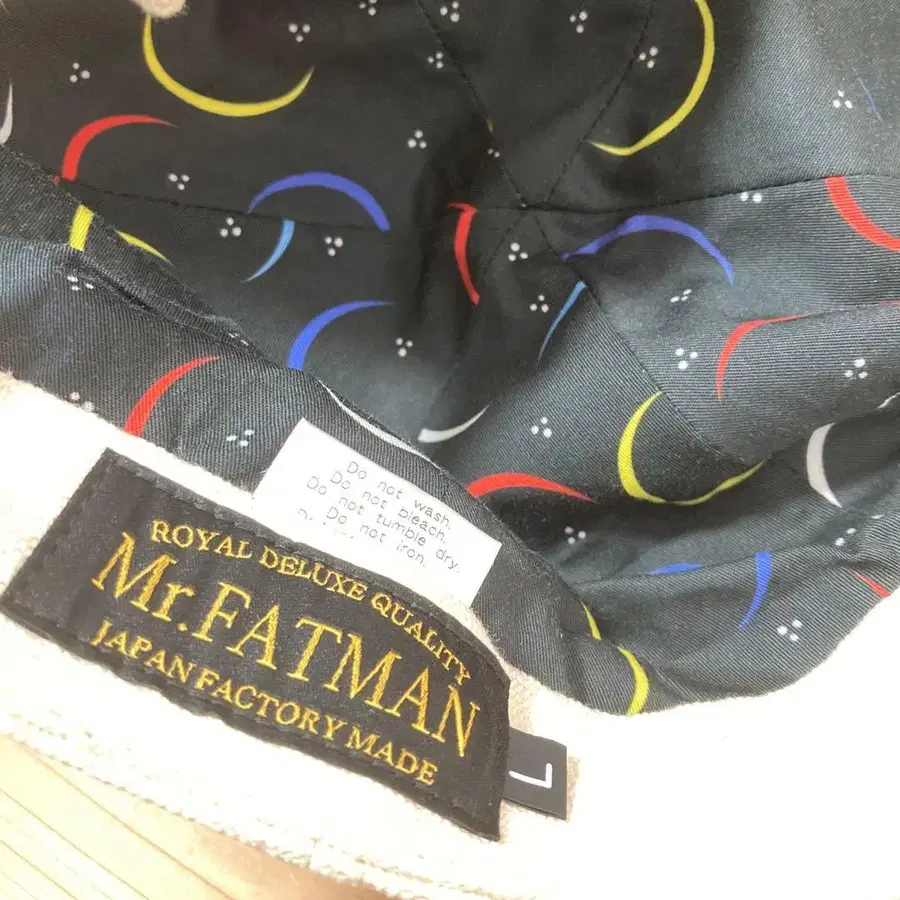 Do not wash.
Do not bleach.
Do not tumble dry.
Do not iron.
ROYAL DELUXE QUALITY
Mr.FATMAN
JAPAN FACTORY MADE
L